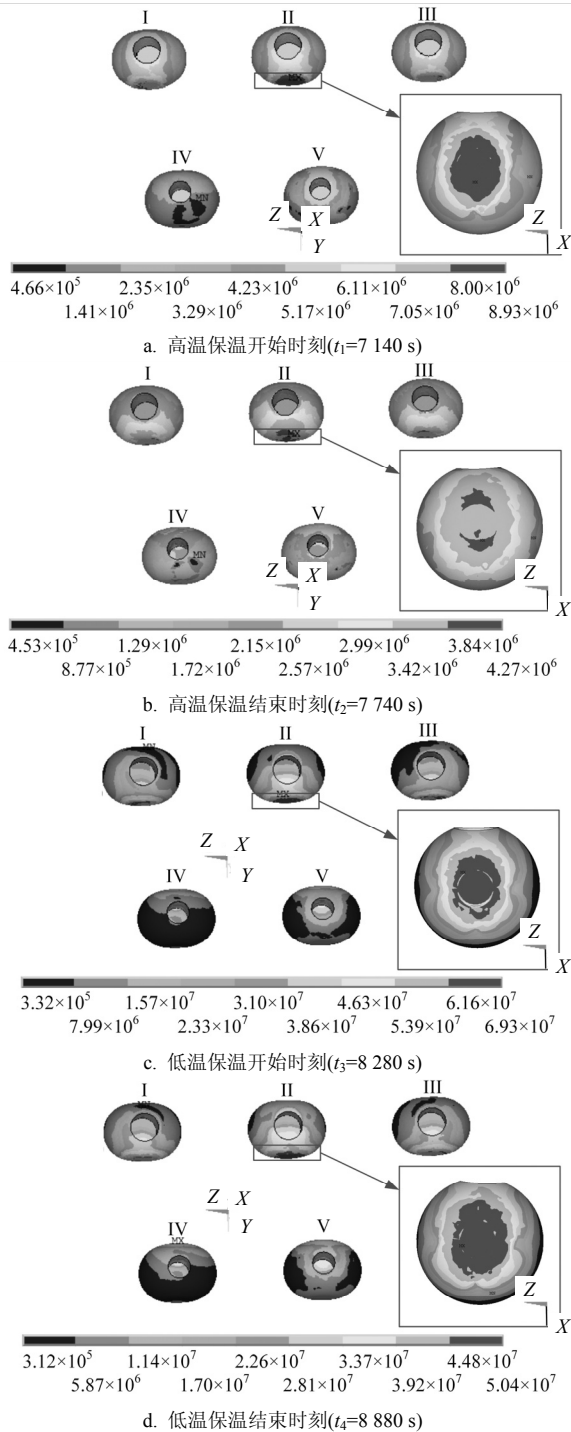 I II III
MX
IV V
MN
Z X
Y
Z
X
4.66×10⁵ 2.35×10⁶ 4.23×10⁶ 6.11×10⁶ 8.00×10⁶
1.41×10⁶ 3.29×10⁶ 5.17×10⁶ 7.05×10⁶ 8.93×10⁶
a. 高温保温开始时刻(t₁=7 140 s)
I II III
MX
IV V
MN
Z X
Y
Z
X
4.53×10⁵ 1.29×10⁶ 2.15×10⁶ 2.99×10⁶ 3.84×10⁶
8.77×10⁵ 1.72×10⁶ 2.57×10⁶ 3.42×10⁶ 4.27×10⁶
b. 高温保温结束时刻(t₂=7 740 s)
I II III
MN
MX
Z X
Y
IV V
Z
X
3.32×10⁵ 1.57×10⁷ 3.10×10⁷ 4.63×10⁷ 6.16×10⁷
7.99×10⁶ 2.33×10⁷ 3.86×10⁷ 5.39×10⁷ 6.93×10⁷
c. 低温保温开始时刻(t₃=8 280 s)
I II III
MN
Z X
Y
IV V
MX
Z
X
3.12×10⁵ 1.14×10⁷ 2.26×10⁷ 3.37×10⁷ 4.48×10⁷
5.87×10⁶ 1.70×10⁷ 2.81×10⁷ 3.92×10⁷ 5.04×10⁷
d. 低温保温结束时刻(t₄=8 880 s)